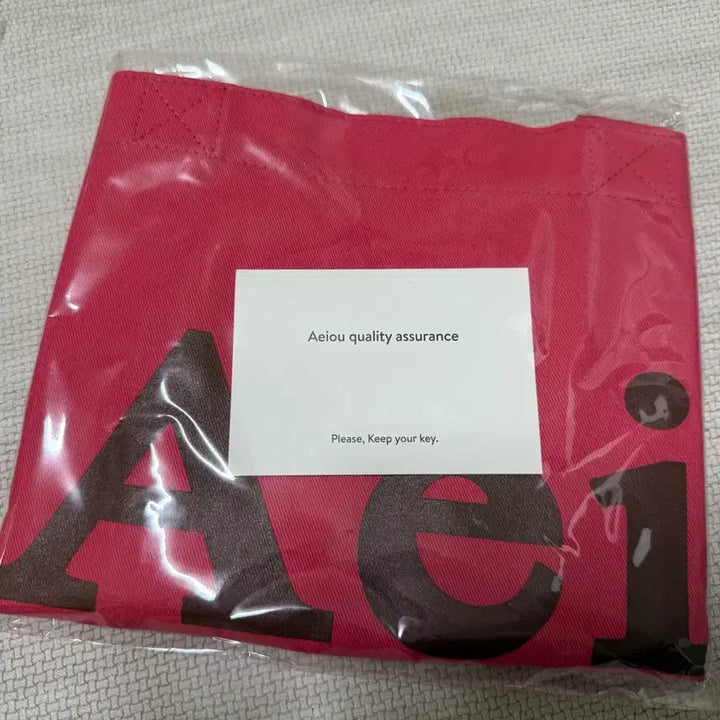 Aeiou quality assurance
Please, Keep your key.
Aei